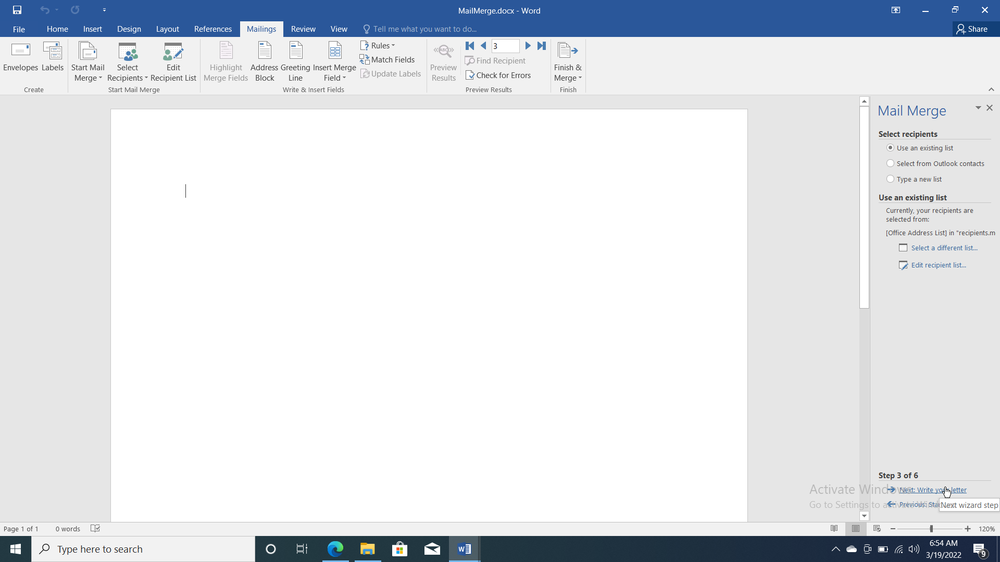 MailMerge.docx - Word
File Home Insert Design Layout References Mailings Review View Tell me what you want to do... Share
Envelopes Labels
Create
Start Mail Merge
Select Recipients
Edit Recipient List
Start Mail Merge
Highlight Merge Fields
Address Block
Greeting Line
Insert Merge Field
Rules
Match Fields
Update Labels
Write & Insert Fields
«ABC»
Preview Results
3
Find Recipient
Check for Errors
Preview Results
Finish & Merge
Finish
Mail Merge
Select recipients
Use an existing list
Select from Outlook contacts
Type a new list
Use an existing list
Currently, your recipients are
selected from:
[Office Address List] in "recipients.m
Select a different list...
Edit recipient list...
Step 3 of 6
Next: Write your letter
Previous:
Next wizard step
Activate Windows
Go to Settings to activate
Page 1 of 1 0 words 120%
Type here to search
6:54 AM
3/19/2022
9